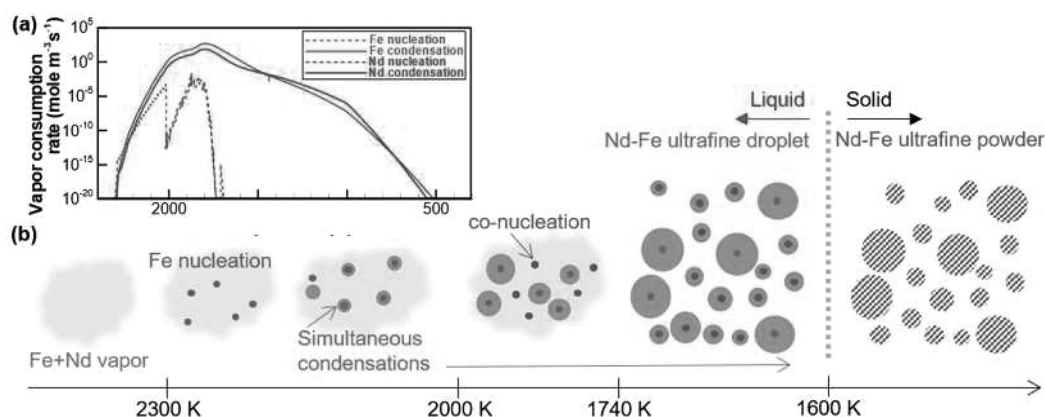 (a)
10⁵
10⁰
10⁻⁵
10⁻¹⁰
10⁻¹⁵
10⁻²⁰
Vapor consumption
rate (mole m⁻³s⁻¹)
Fe nucleation
Fe condensation
Nd nucleation
Nd condensation
2000
500
Liquid
Solid
Nd-Fe ultrafine droplet
Nd-Fe ultrafine powder
(b)
co-nucleation
Fe nucleation
Simultaneous
condensations
Fe+Nd vapor
2300 K
2000 K
1740 K
1600 K